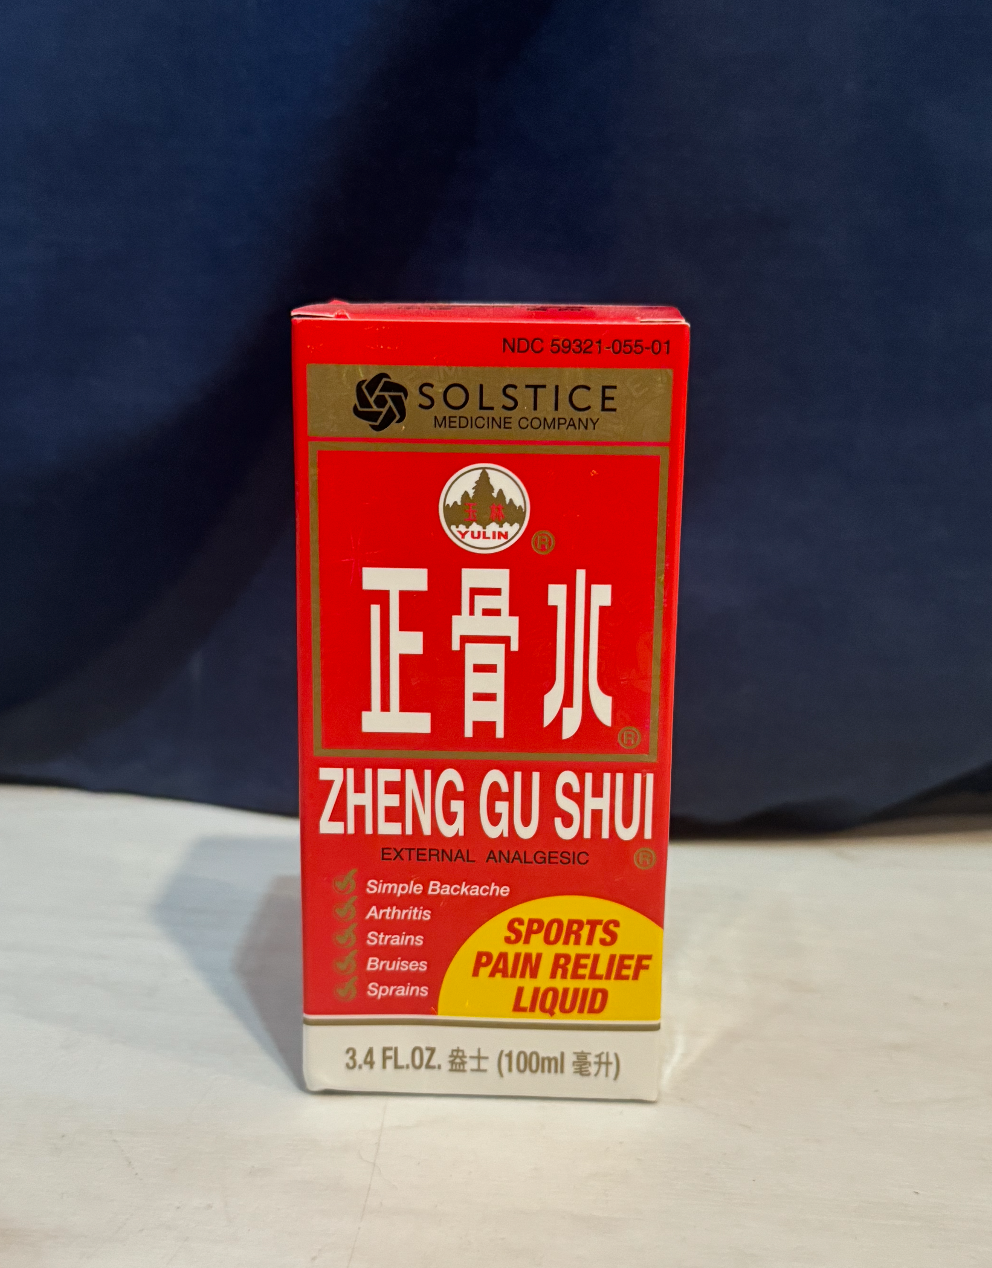 NDC 59321-055-01
SOLSTICE
MEDICINE COMPANY
玉林
YULIN
®
正骨水
®
ZHENG GU SHUI
EXTERNAL ANALGESIC ®
Simple Backache
Arthritis
Strains
Bruises
Sprains
SPORTS
PAIN RELIEF
LIQUID
3.4 FL.OZ. 盎士 (100ml 毫升)